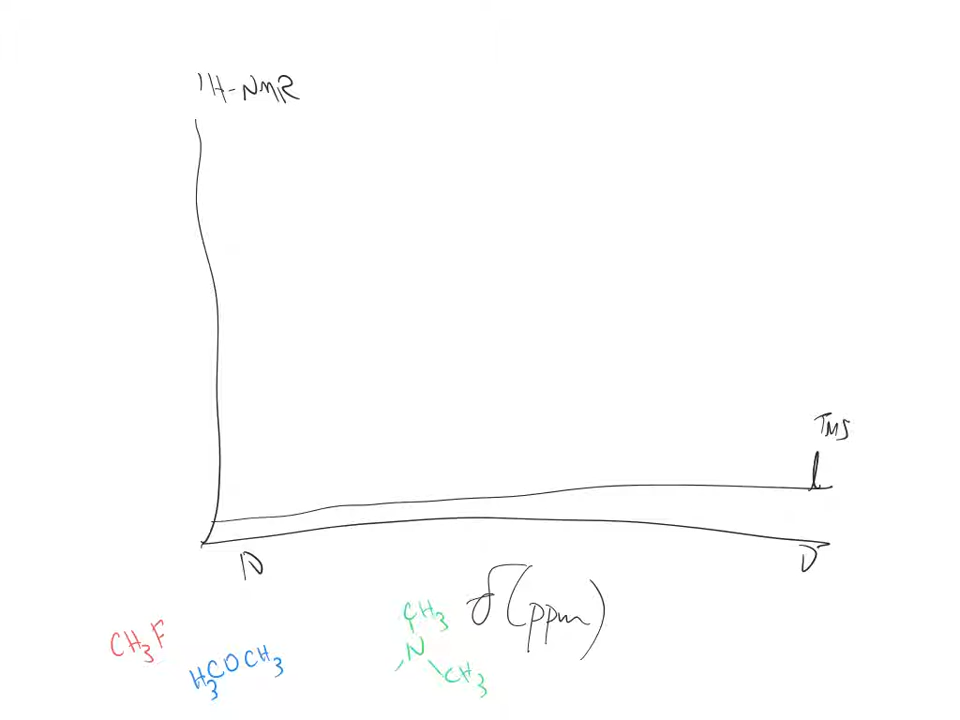 1H-NMR
TMS
10
0
δ(ppm)
CH3
CH3F
N
H3COCH3
CH3